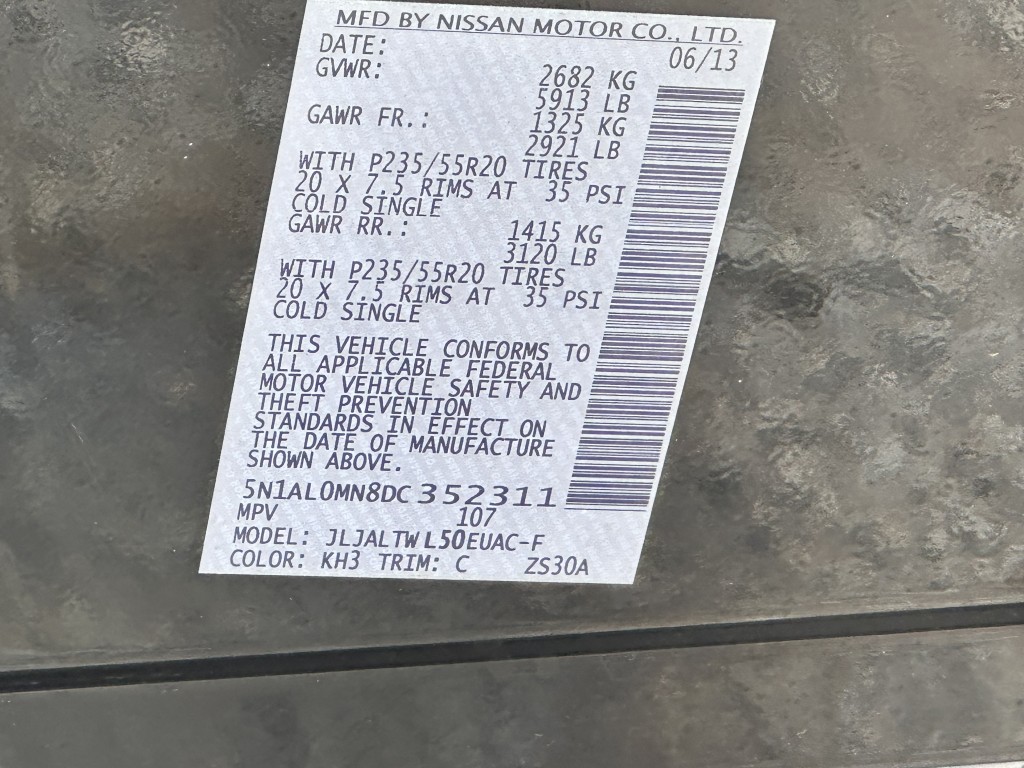 MFD BY NISSAN MOTOR CO., LTD.
DATE: 06/13
GVWR: 2682 KG
5913 LB
GAWR FR.: 1325 KG
2921 LB
WITH P235/55R20 TIRES
20 X 7.5 RIMS AT 35 PSI
COLD SINGLE
GAWR RR.: 1415 KG
3120 LB
WITH P235/55R20 TIRES
20 X 7.5 RIMS AT 35 PSI
COLD SINGLE
THIS VEHICLE CONFORMS TO
ALL APPLICABLE FEDERAL
MOTOR VEHICLE SAFETY AND
THEFT PREVENTION
STANDARDS IN EFFECT ON
THE DATE OF MANUFACTURE
SHOWN ABOVE.
5N1AL0MN8DC352311
MPV 107
MODEL: JLJALTWL50EUAC-F
COLOR: KH3 TRIM: C ZS30A